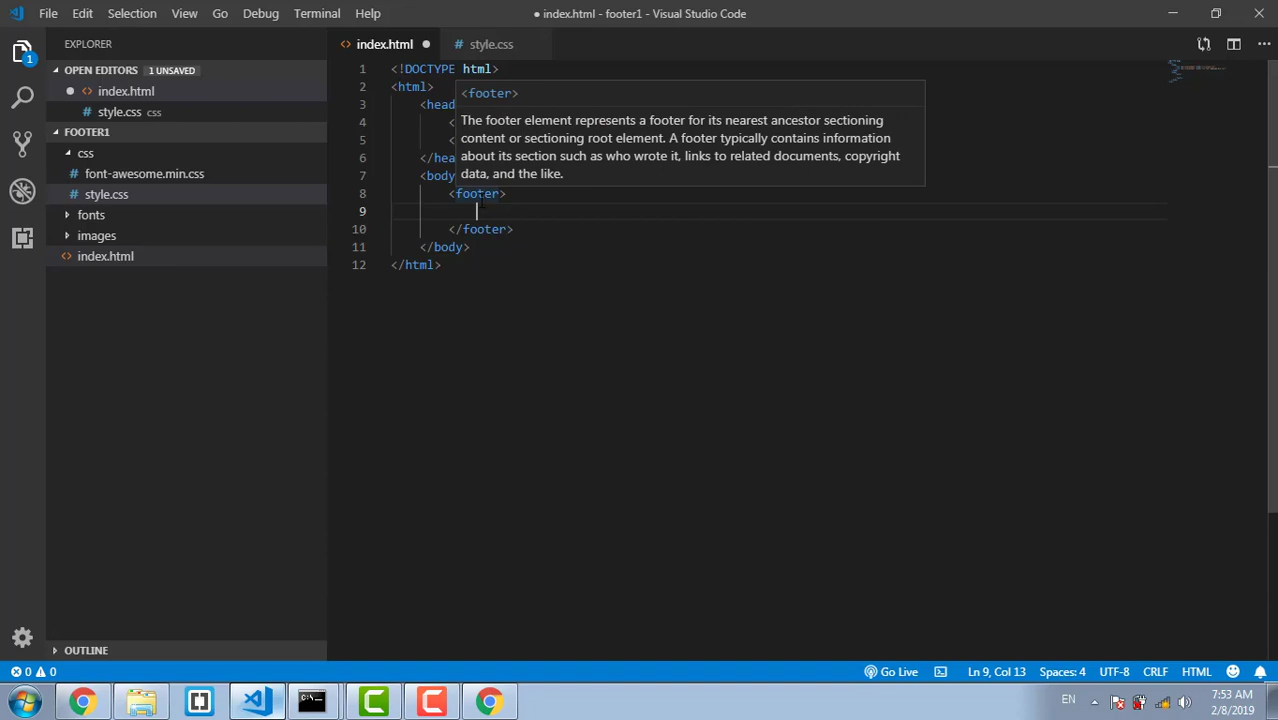 File Edit Selection View Go Debug Terminal Help
● index.html - footer1 - Visual Studio Code
EXPLORER
OPEN EDITORS 1 UNSAVED
index.html
style.css css
FOOTER1
css
font-awesome.min.css
style.css
fonts
images
index.html
OUTLINE
index.html
style.css
1 <!DOCTYPE html>
2 <html>
3 <head
4 <
5 <
6 </hea
7 <body
8 <footer>
9
10 </footer>
11 </body>
12 </html>
<footer>
The footer element represents a footer for its nearest ancestor sectioning
content or sectioning root element. A footer typically contains information
about its section such as who wrote it, links to related documents, copyright
data, and the like.
1
0 0
Go Live
Ln 9, Col 13 Spaces: 4 UTF-8 CRLF HTML
C:\_
EN
7:53 AM
2/8/2019